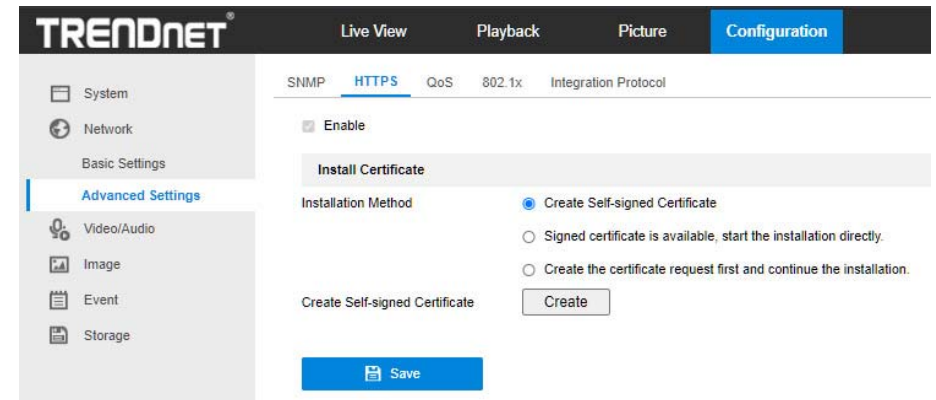 TRENDNET®
Live View Playback Picture Configuration
System
Network
Basic Settings
Advanced Settings
Video/Audio
Image
Event
Storage
SNMP HTTPS QoS 802.1x Integration Protocol
Enable
Install Certificate
Installation Method
Create Self-signed Certificate
Signed certificate is available, start the installation directly.
Create the certificate request first and continue the installation.
Create Self-signed Certificate Create
Save